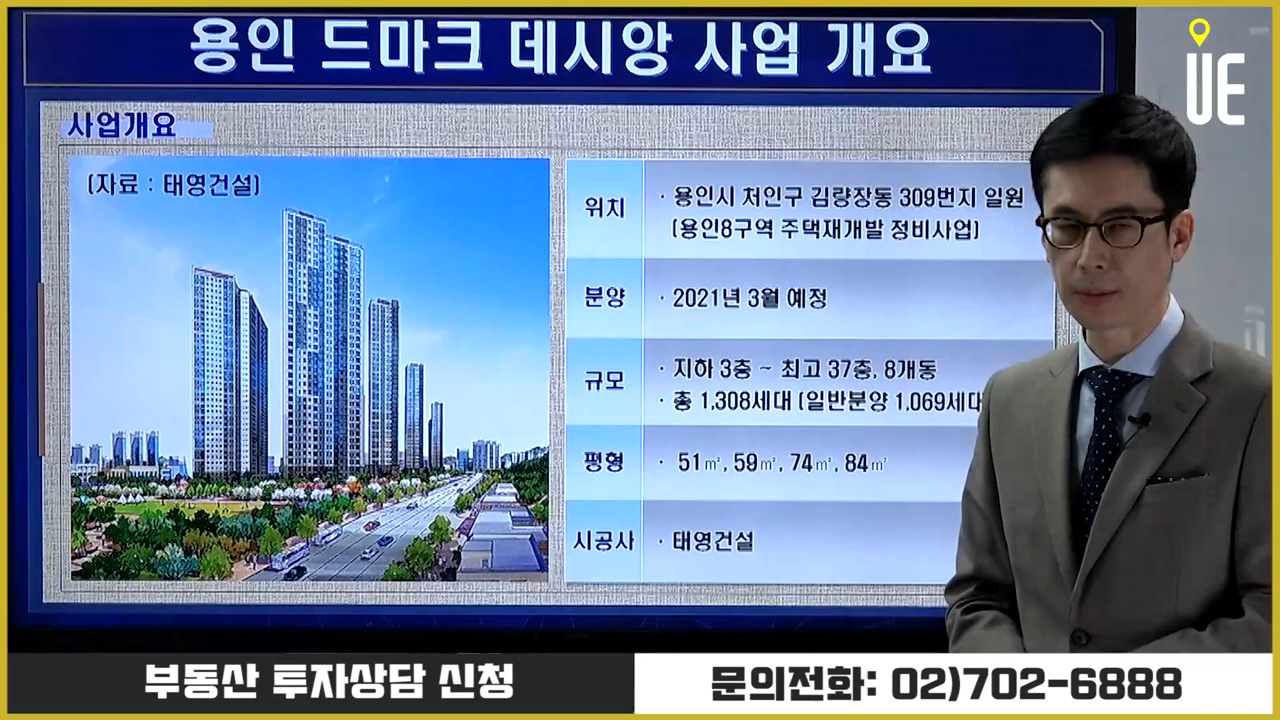 용인 드마크 데시앙 사업 개요
UE
사업개요
(자료 : 태영건설)
위치
· 용인시 처인구 김량장동 309번지 일원
(용인8구역 주택재개발 정비사업)
분양
· 2021년 3월 예정
규모
· 지하 3층 ~ 최고 37층, 8개동
· 총 1,308세대 (일반분양 1,069세대
평형
· 51㎡, 59㎡, 74㎡, 84㎡
시공사
· 태영건설
부동산 투자상담 신청
문의전화: 02)702-6888